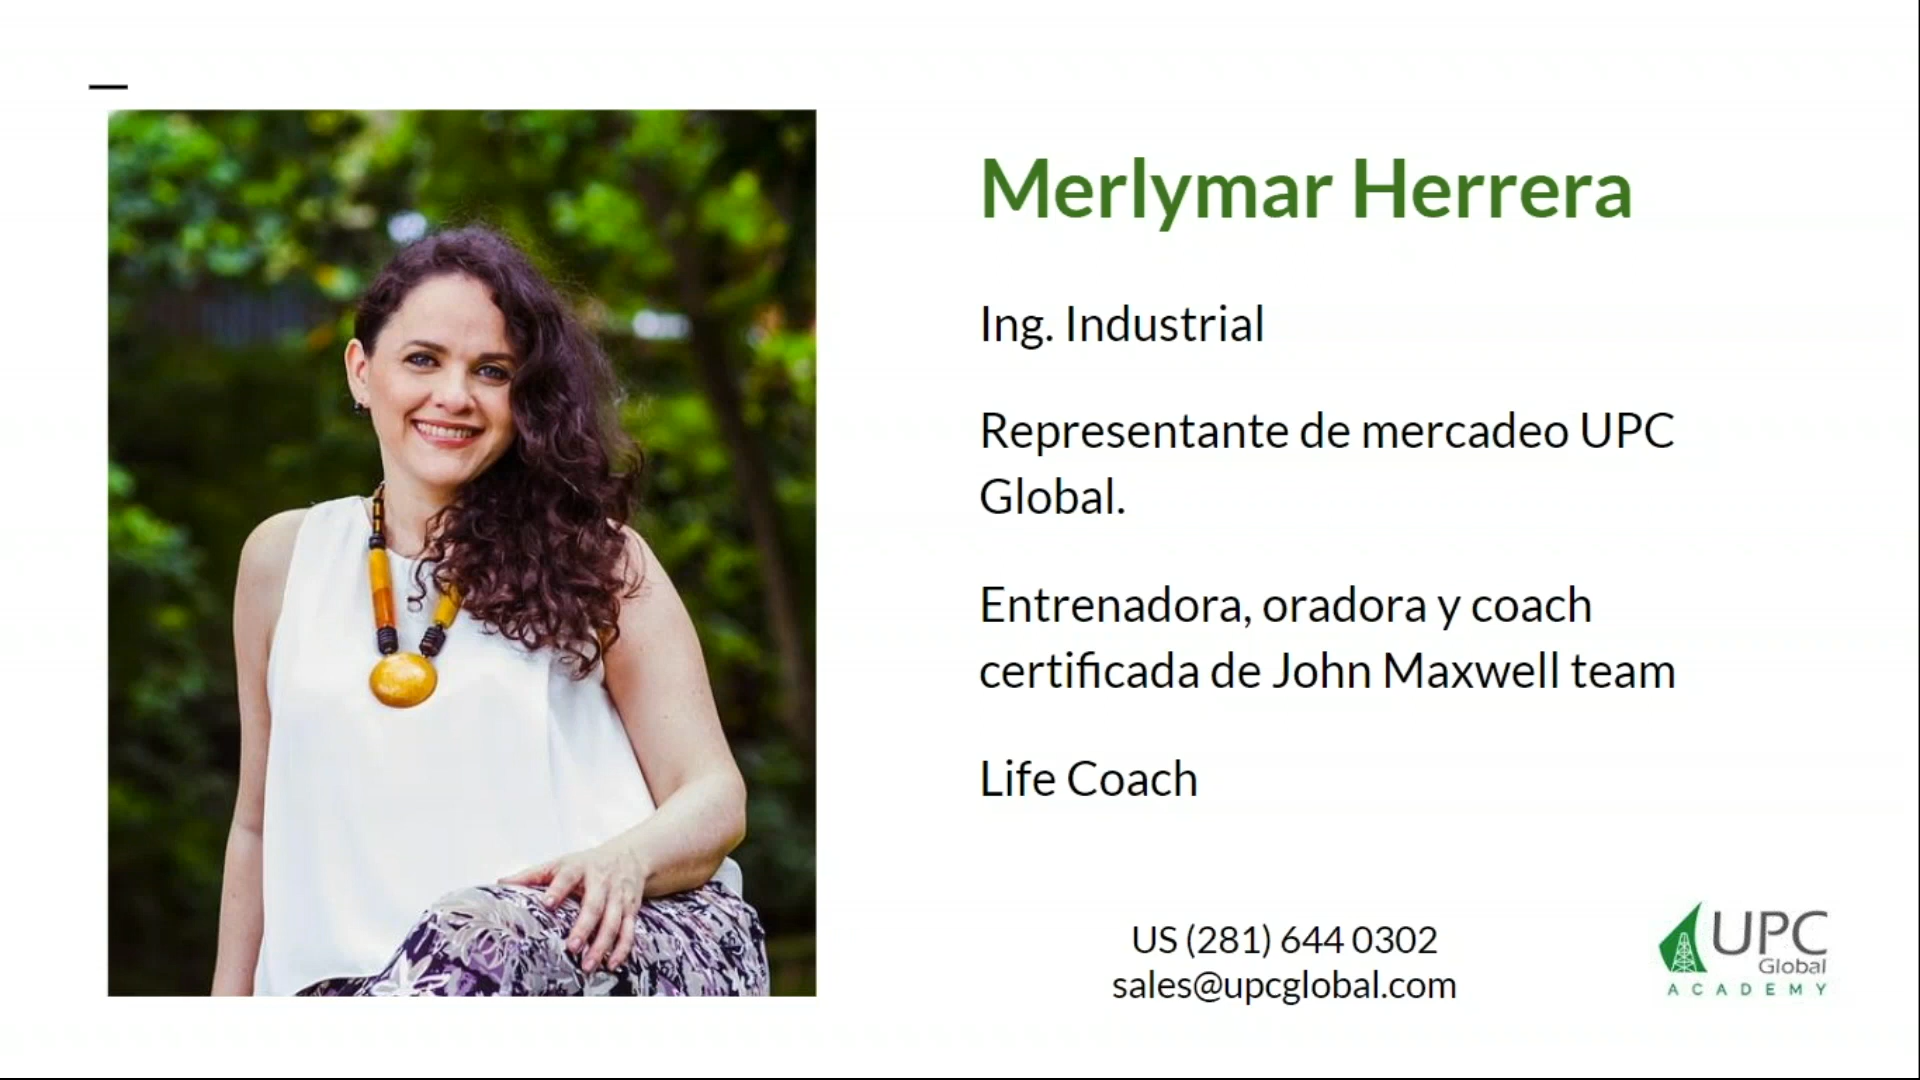 Merlymar Herrera
Ing. Industrial
Representante de mercadeo UPC
Global.
Entrenadora, oradora y coach
certificada de John Maxwell team
Life Coach
US (281) 644 0302
sales@upcglobal.com
UPC
Global
ACADEMY